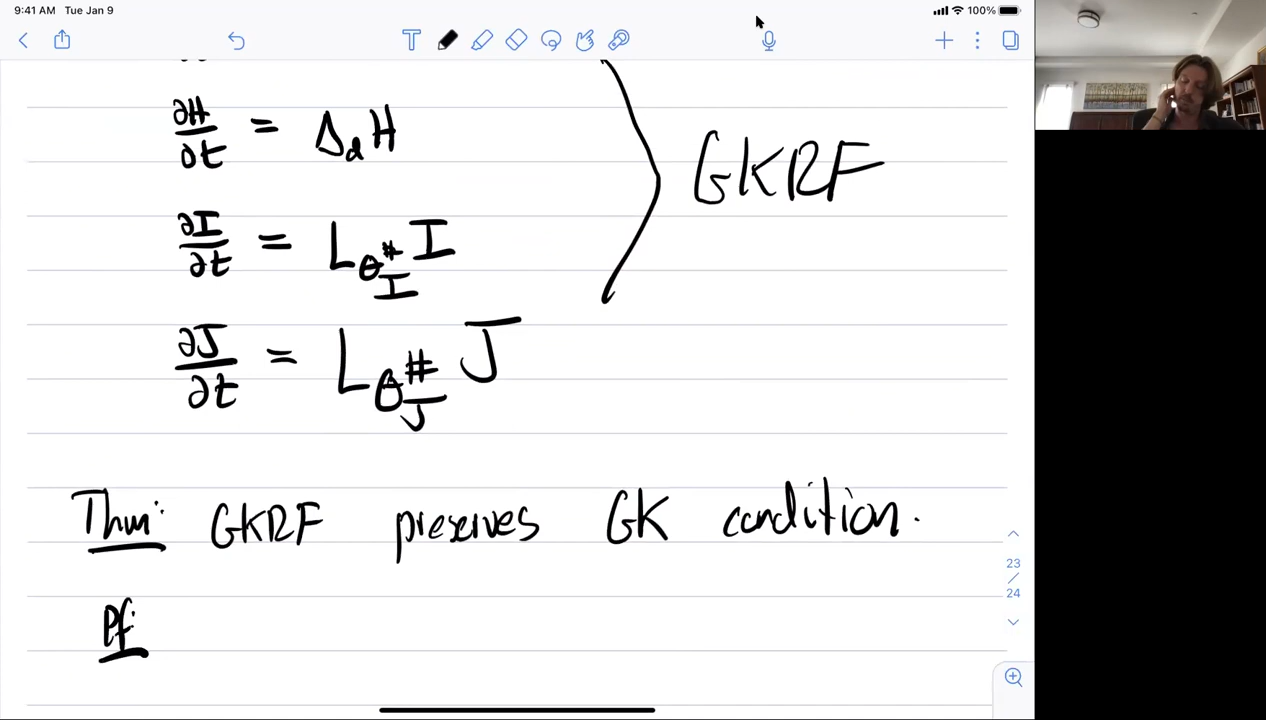 9:41 AM Tue Jan 9
100%
∂H/∂t = Δ_d H
GKRF
∂I/∂t = L_{θ_I^#} I
∂J/∂t = L_{θ_J^#} J
Thm: GKRF preserves GK condition.
23
/
24
Pf: